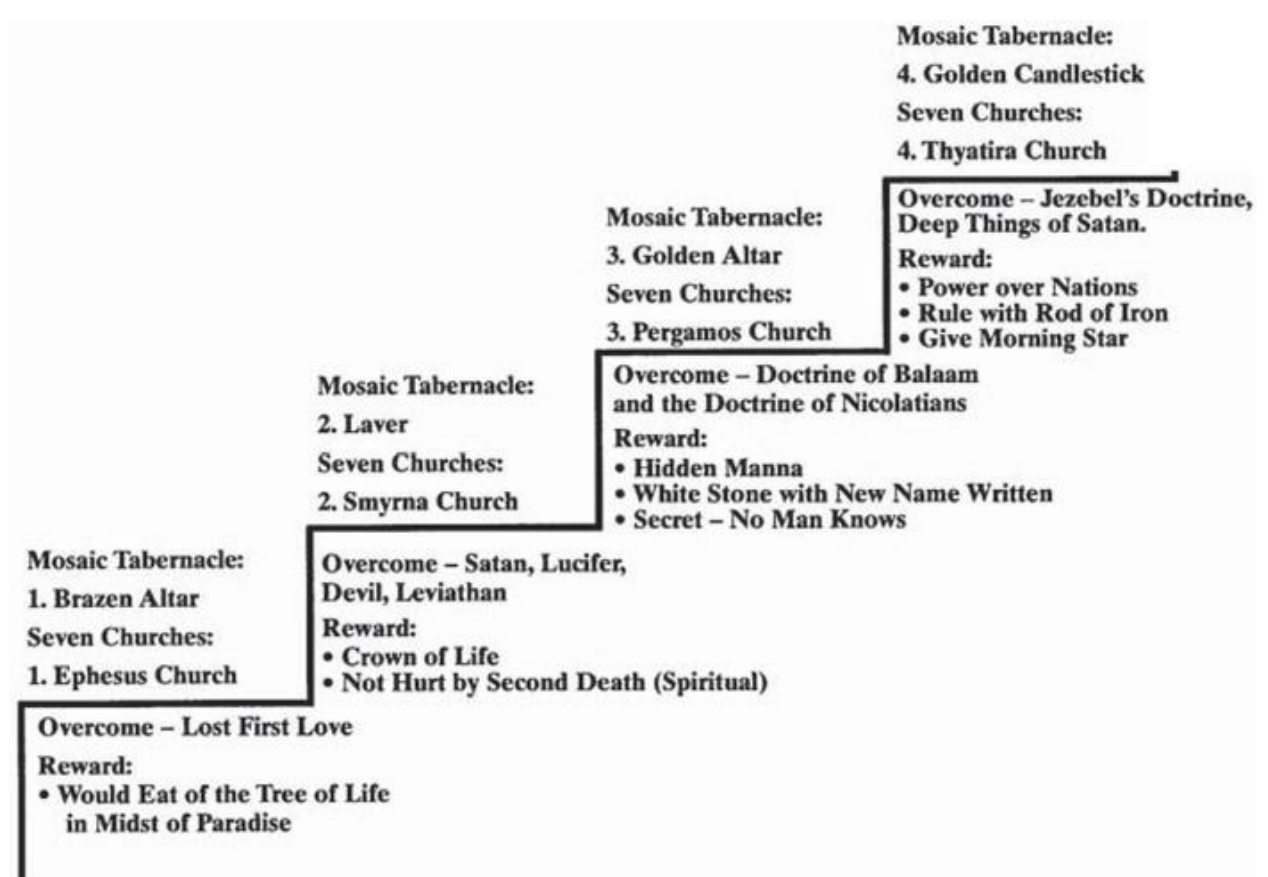 Mosaic Tabernacle:
4. Golden Candlestick
Seven Churches:
4. Thyatira Church
Overcome – Jezebel's Doctrine,
Deep Things of Satan.
Reward:
• Power over Nations
• Rule with Rod of Iron
• Give Morning Star
Mosaic Tabernacle:
3. Golden Altar
Seven Churches:
3. Pergamos Church
Overcome – Doctrine of Balaam
and the Doctrine of Nicolatians
Reward:
• Hidden Manna
• White Stone with New Name Written
• Secret – No Man Knows
Mosaic Tabernacle:
2. Laver
Seven Churches:
2. Smyrna Church
Overcome – Satan, Lucifer,
Devil, Leviathan
Reward:
• Crown of Life
• Not Hurt by Second Death (Spiritual)
Mosaic Tabernacle:
1. Brazen Altar
Seven Churches:
1. Ephesus Church
Overcome – Lost First Love
Reward:
• Would Eat of the Tree of Life
in Midst of Paradise